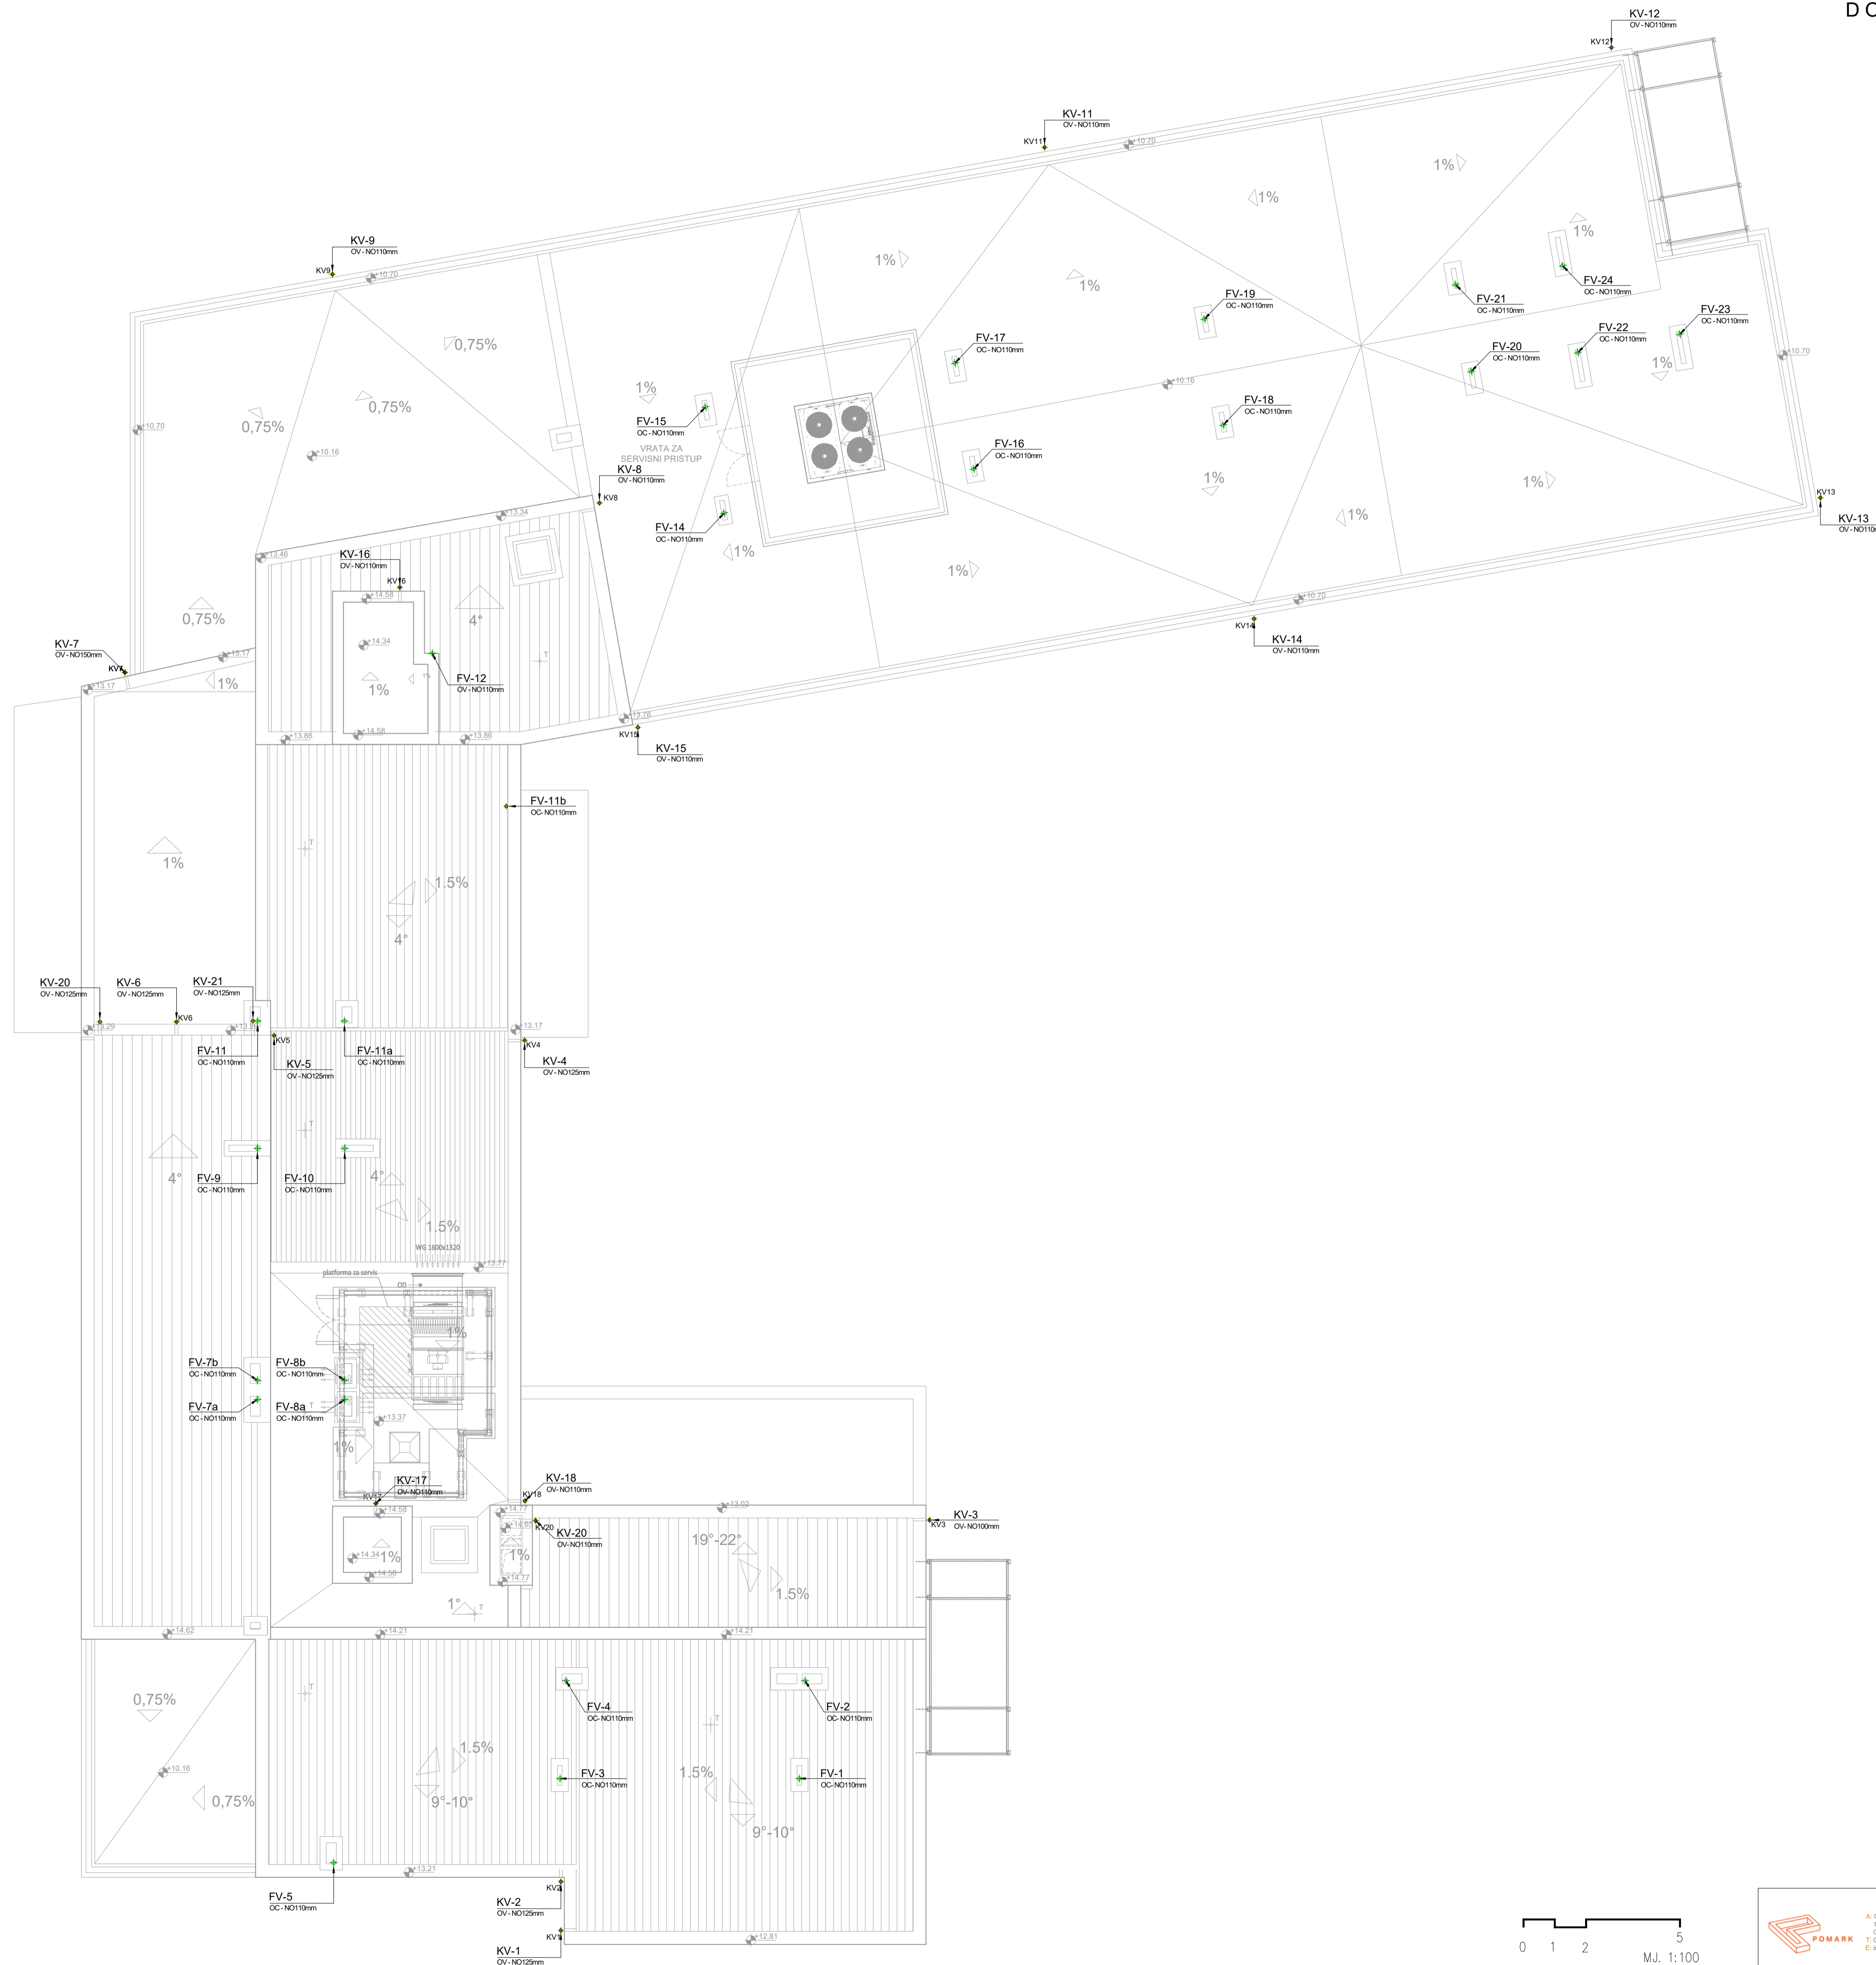 D O
KV-12
OV - NO110mm
KV12
KV-11
OV - NO110mm
KV11
+10.70
1%
1%
1%
KV-9
OV - NO110mm
KV9
+10.70
1%
1%
FV-24
OC - NO110mm
FV-21
OC - NO110mm
FV-19
OC - NO110mm
FV-23
OC - NO110mm
FV-22
OC - NO110mm
0,75%
FV-17
OC - NO110mm
+10.70
1%
FV-20
OC - NO110mm
1%
+10.16
0,75%
0,75%
+10.70
FV-15
OC - NO110mm
FV-18
OC - NO110mm
VRATA ZA
SERVISNI PRISTUP
FV-16
OC - NO110mm
+10.16
KV-8
OV - NO110mm
KV8
1%
1%
KV13
KV-13
+13.34
FV-14
OC - NO110mm
1%
1%
+13.46
KV-16
OV - NO110mm
KV16
1%
+14.58
+10.70
0,75%
4°
KV14
KV-14
OV - NO110mm
KV-7
OV - NO150mm
KV7
+14.34
+13.17
T
FV-12
OV - NO110mm
+13.17
1%
1%
1%
+13.76
+13.86
+14.58
+13.86
KV15
KV-15
OV - NO110mm
FV-11b
OC- NO110mm
T
1%
1.5%
4°
KV-20
OV - NO125mm
KV-6
OV - NO125mm
KV-21
OV - NO125mm
KV6
+13.29
+13.17
KV5
KV4
FV-11
OC - NO110mm
FV-11a
OC - NO110mm
KV-5
OV - NO125mm
KV-4
OV - NO125mm
T
4°
FV-9
OC - NO110mm
FV-10
OC - NO110mm
4°
1.5%
WG 1600x1320
+13.77
platforma za servis
OD
1%
FV-7b
OC - NO110mm
FV-8b
OC - NO110mm
FV-7a
OC - NO110mm
FV-8a
OC - NO110mm
T
+13.37
1%
KV-17
OV- NO110mm
KV17
KV-18
OV- NO110mm
KV18
+14.58
+14.77
+13.02
+14.65
KV20
KV-20
OV- NO110mm
KV3
KV-3
OV- NO100mm
19°-22°
+14.34
1%
1%
+14.58
+14.77
1.5%
1°
T
+14.62
+14.21
+14.21
0,75%
T
FV-4
OC- NO110mm
FV-2
OC- NO110mm
T
1.5%
+10.16
1.5%
FV-3
OC- NO110mm
FV-1
OC- NO110mm
0,75%
9°-10°
9°-10°
+13.21
FV-5
OC - NO110mm
KV2
KV-2
OV - NO125mm
KV1
+12.81
KV-1
OV - NO125mm
0 1 2 5
MJ. 1:100
POMARK
A:
T:
E: